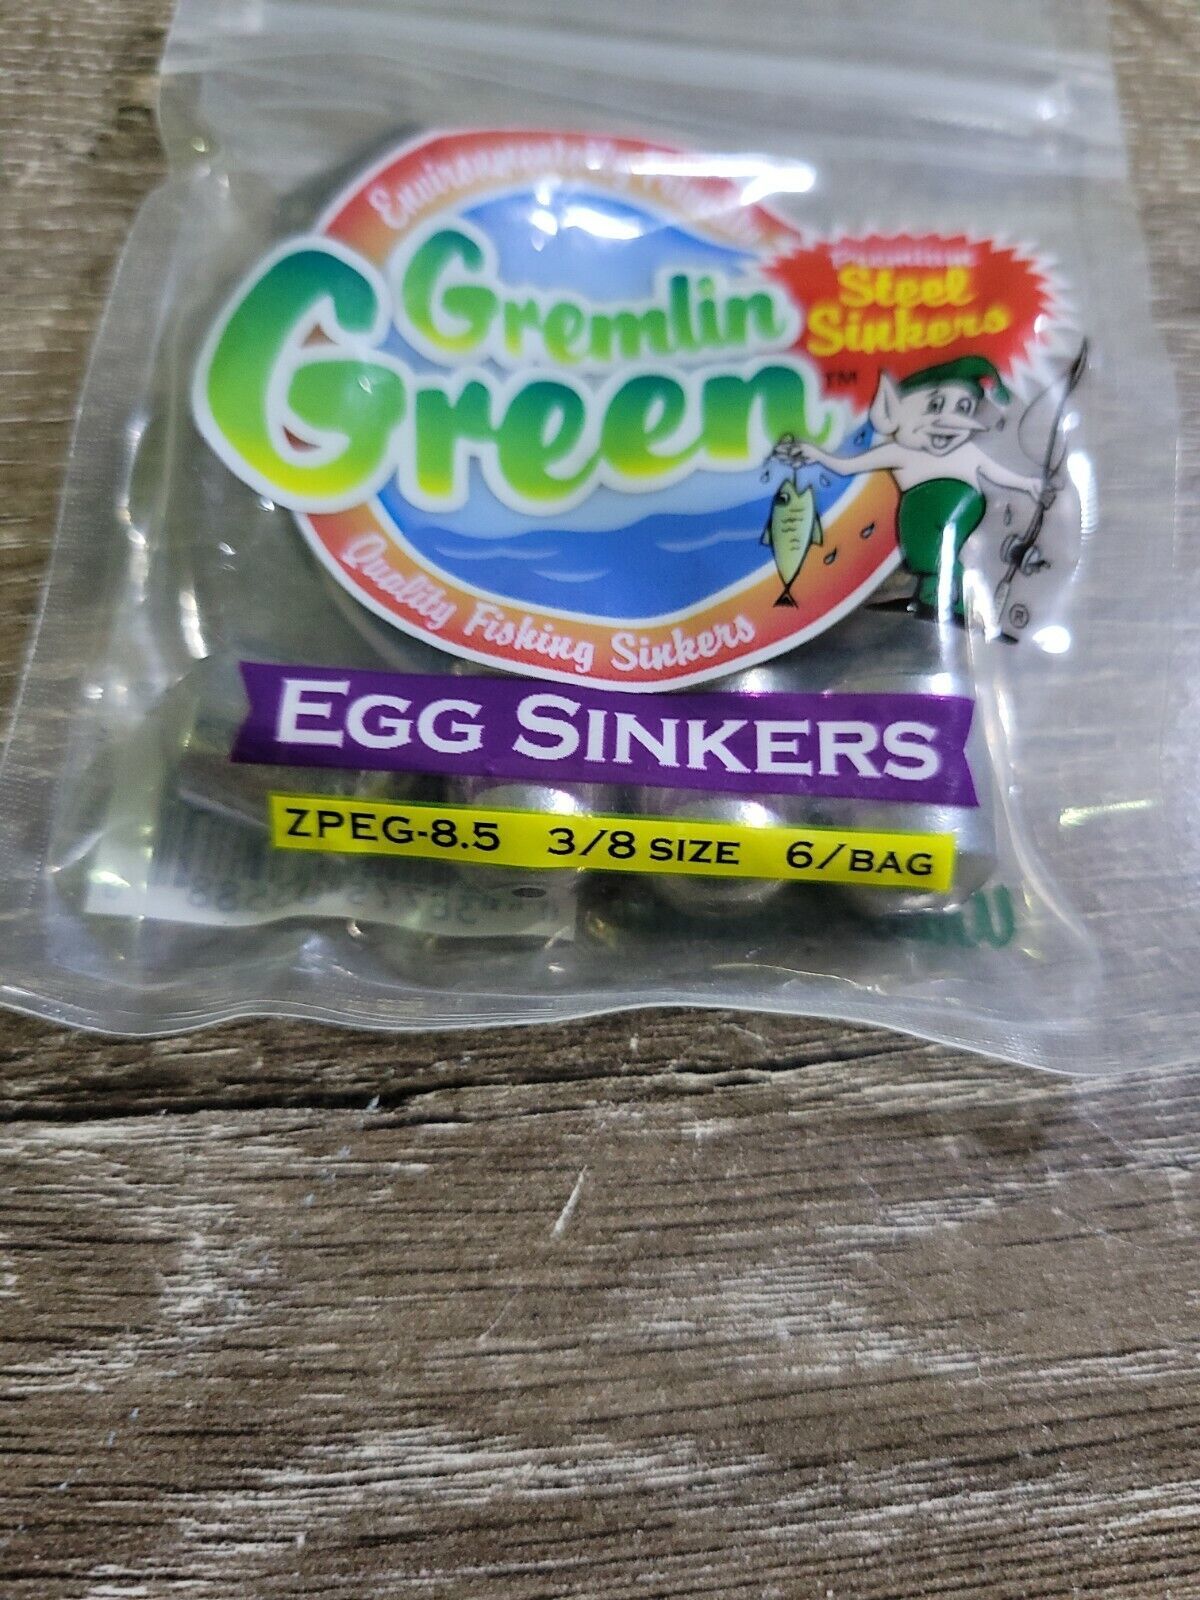 Environmentally
Gremlin
Green
TM
Premium
Steel
Sinkers
Quality Fishing Sinkers
®
EGG SINKERS
ZPEG-8.5 3/8 SIZE 6/BAG